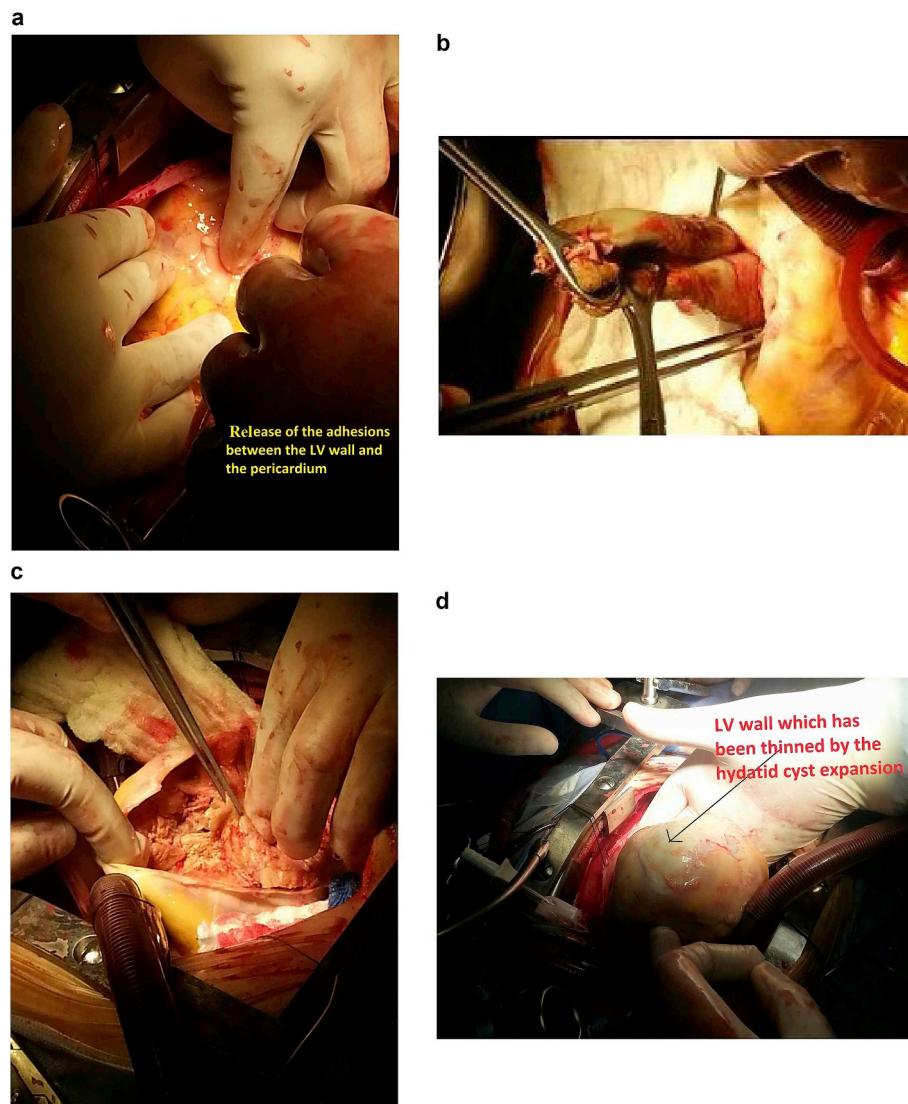 a
b
Release of the adhesions
between the LV wall and
the pericardium
c
d
LV wall which has
been thinned by the
hydatid cyst expansion